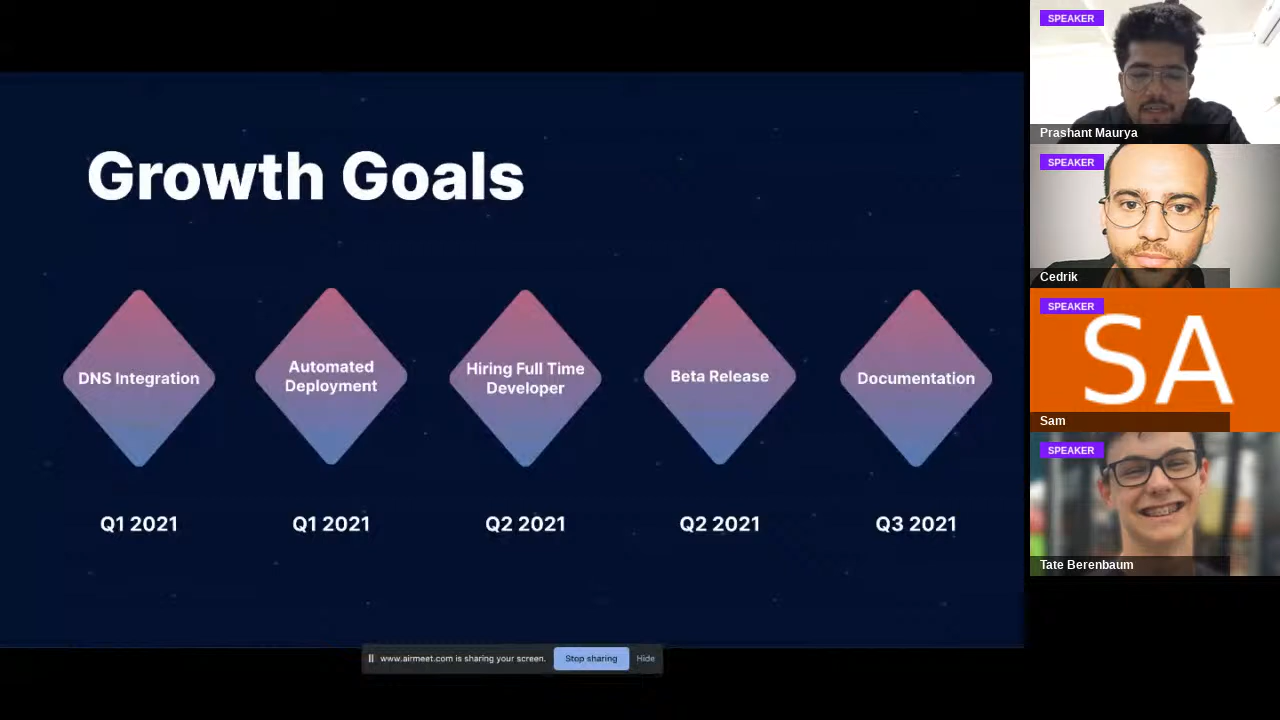 Growth Goals
DNS Integration
Automated
Deployment
Hiring Full Time
Developer
Beta Release
Documentation
Q1 2021
Q1 2021
Q2 2021
Q2 2021
Q3 2021
www.airmeet.com is sharing your screen.
Stop sharing
Hide
SPEAKER
Prashant Maurya
SPEAKER
Cedrik
SPEAKER
SA
Sam
SPEAKER
Tate Berenbaum